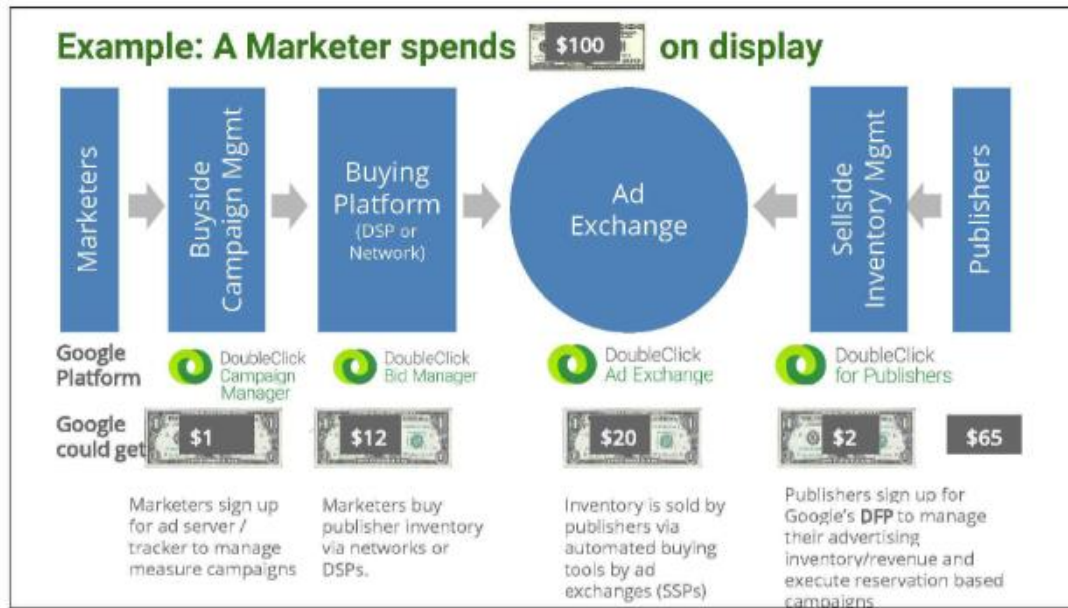 Example: A Marketer spends $100 on display
Marketers
Buyside
Campaign Mgmt
Buying
Platform
(DSP or
Network)
Ad
Exchange
Sellside
Inventory Mgmt
Publishers
Google
Platform
DoubleClick
Campaign
Manager
DoubleClick
Bid Manager
DoubleClick
Ad Exchange
DoubleClick
for Publishers
Google
could get
$1
$12
$20
$2
$65
Marketers sign up
for ad server /
tracker to manage
measure campaigns
Marketers buy
publisher inventory
via networks or
DSPs.
Inventory is sold by
publishers via
automated buying
tools by ad
exchanges (SSPs)
Publishers sign up for
Google's DFP to manage
their advertising
inventory/revenue and
execute reservation based
campaigns